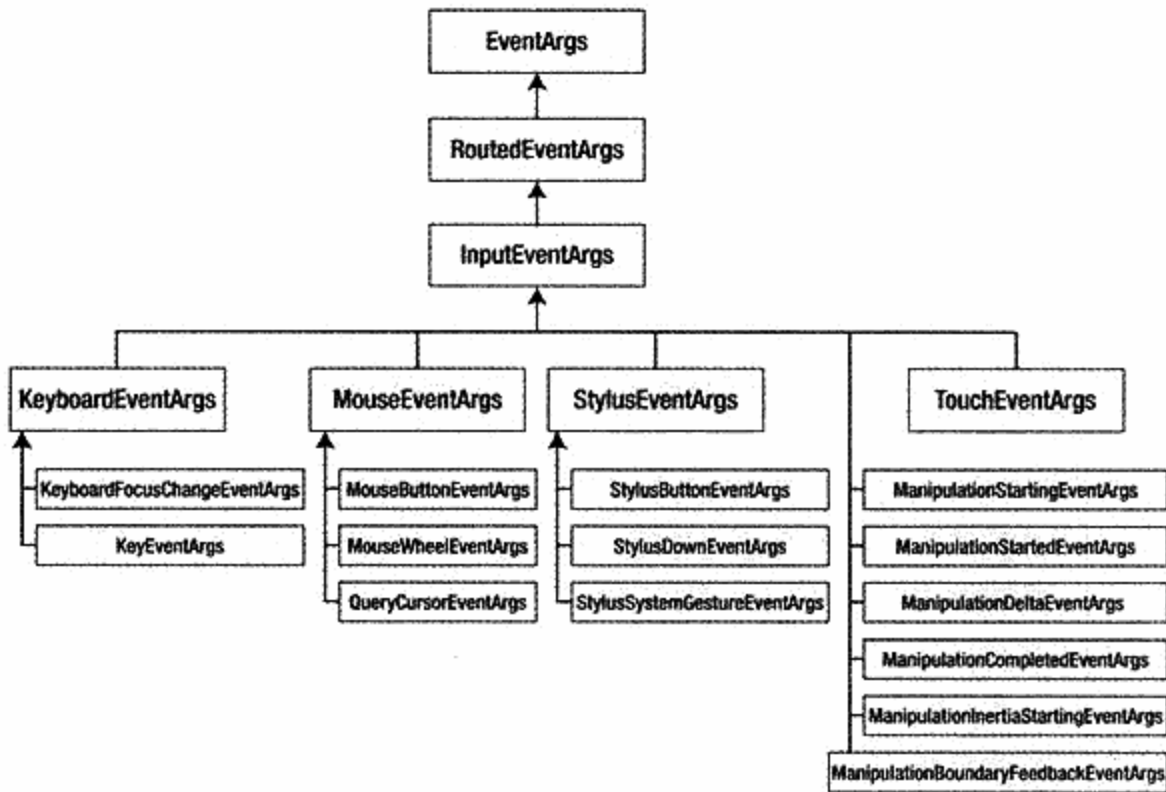 EventArgs
RoutedEventArgs
InputEventArgs
KeyboardEventArgs
MouseEventArgs
StylusEventArgs
TouchEventArgs
KeyboardFocusChangeEventArgs
KeyEventArgs
MouseButtonEventArgs
MouseWheelEventArgs
QueryCursorEventArgs
StylusButtonEventArgs
StylusDownEventArgs
StylusSystemGestureEventArgs
ManipulationStartingEventArgs
ManipulationStartedEventArgs
ManipulationDeltaEventArgs
ManipulationCompletedEventArgs
ManipulationInertiaStartingEventArgs
ManipulationBoundaryFeedbackEventArgs